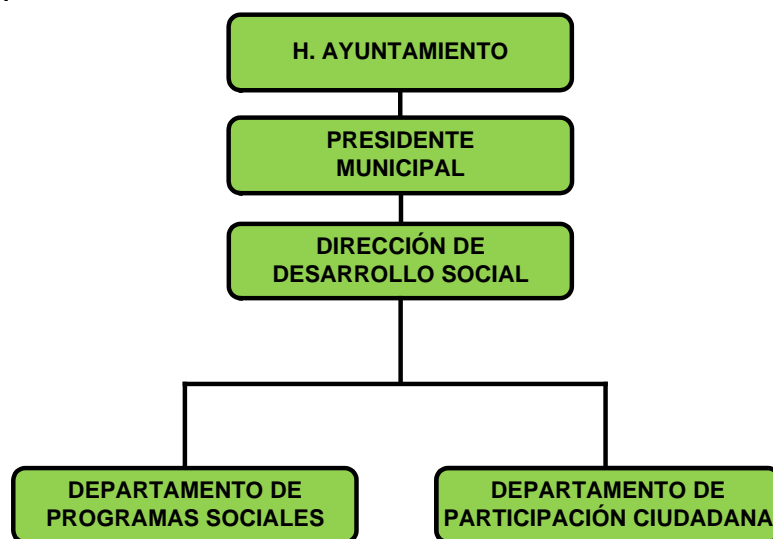 H. AYUNTAMIENTO
PRESIDENTE
MUNICIPAL
DIRECCIÓN DE
DESARROLLO SOCIAL
DEPARTAMENTO DE
PROGRAMAS SOCIALES
DEPARTAMENTO DE
PARTICIPACIÓN CIUDADANA